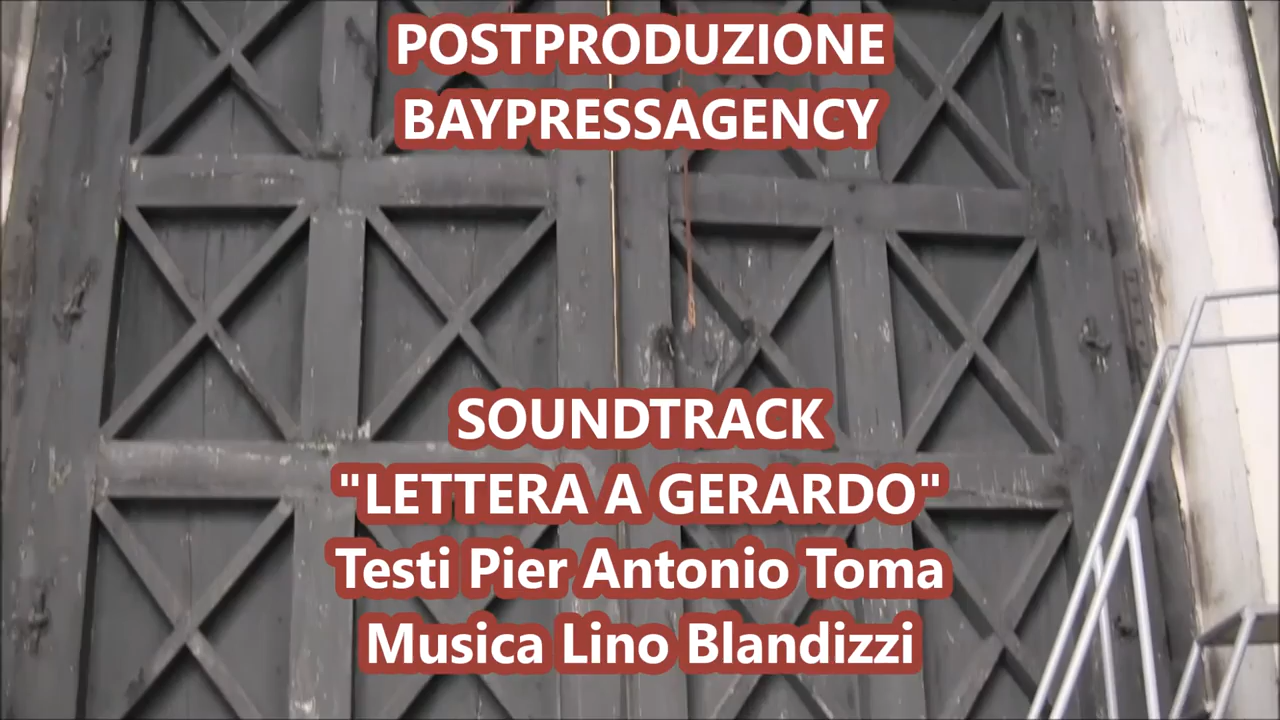 POSTPRODUZIONE
BAYPRESSAGENCY
SOUNDTRACK
"LETTERA A GERARDO"
Testi Pier Antonio Toma
Musica Lino Blandizzi